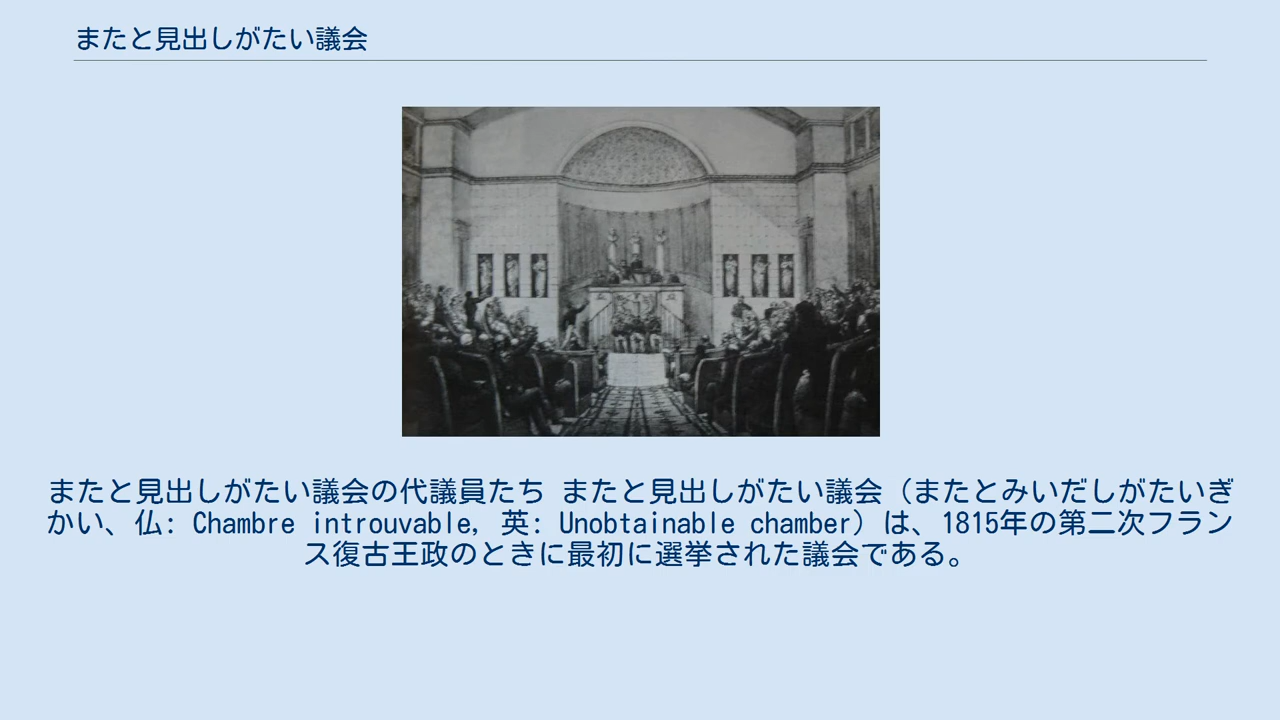 またと見出しがたい議会
またと見出しがたい議会の代議員たち またと見出しがたい議会（またとみいだしがたいぎ
かい、仏: Chambre introuvable, 英: Unobtainable chamber）は、1815年の第二次フラン
ス復古王政のときに最初に選挙された議会である。